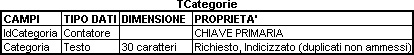 TCategorie
CAMPI TIPO DATI DIMENSIONE PROPRIETA'
IdCategoria Contatore CHIAVE PRIMARIA
Categoria Testo 30 caratteri Richiesto, Indicizzato (duplicati non ammessi)